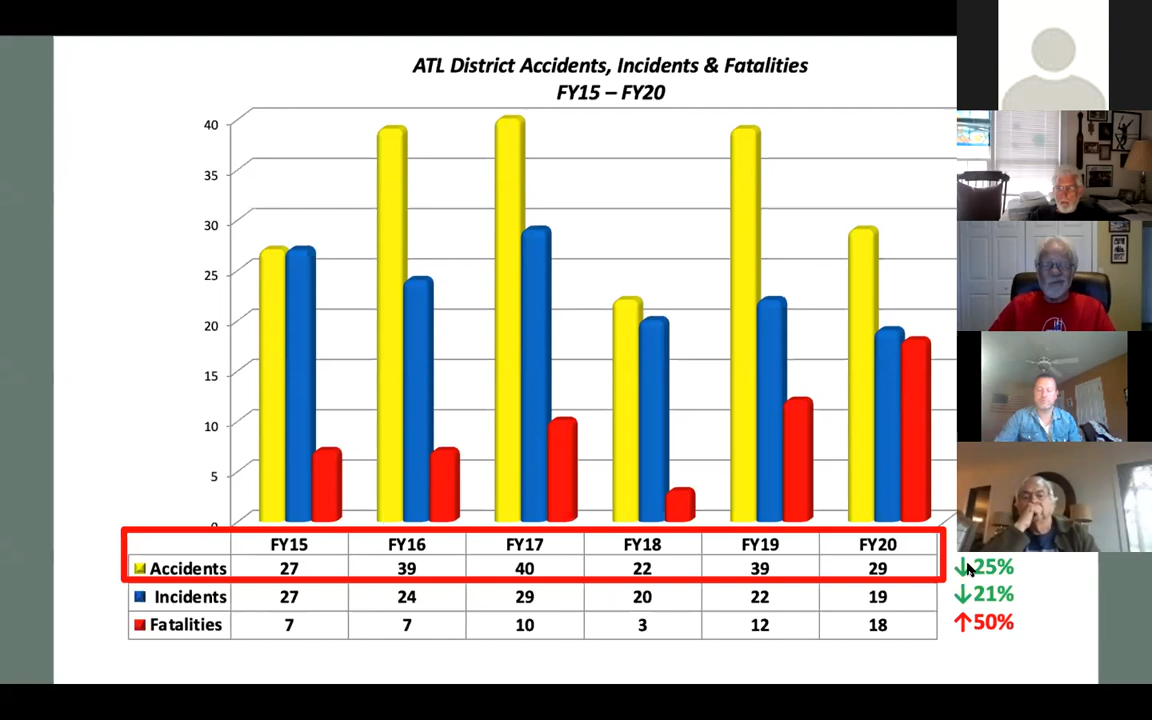 ATL District Accidents, Incidents & Fatalities
FY15 – FY20
40
35
30
25
20
15
10
5
0
FY15 FY16 FY17 FY18 FY19 FY20
Accidents 27 39 40 22 39 29 ↓25%
Incidents 27 24 29 20 22 19 ↓21%
Fatalities 7 7 10 3 12 18 ↑50%